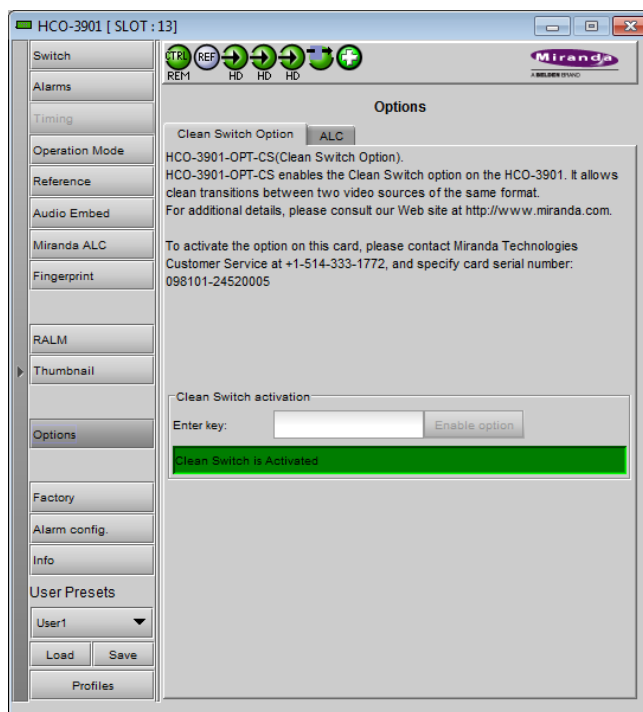 HCO-3901 [ SLOT : 13]
Switch
Alarms
Timing
Operation Mode
Reference
Audio Embed
Miranda ALC
Fingerprint
RALM
Thumbnail
Options
Factory
Alarm config.
Info
User Presets
User1
Load Save
Profiles
CTRL REF
REM HD HD HD
Miranda
A BELDEN BRAND
Options
Clean Switch Option ALC
HCO-3901-OPT-CS(Clean Switch Option).
HCO-3901-OPT-CS enables the Clean Switch option on the HCO-3901. It allows
clean transitions between two video sources of the same format.
For additional details, please consult our Web site at http://www.miranda.com.
To activate the option on this card, please contact Miranda Technologies
Customer Service at +1-514-333-1772, and specify card serial number:
098101-24520005
Clean Switch activation
Enter key: Enable option
Clean Switch is Activated